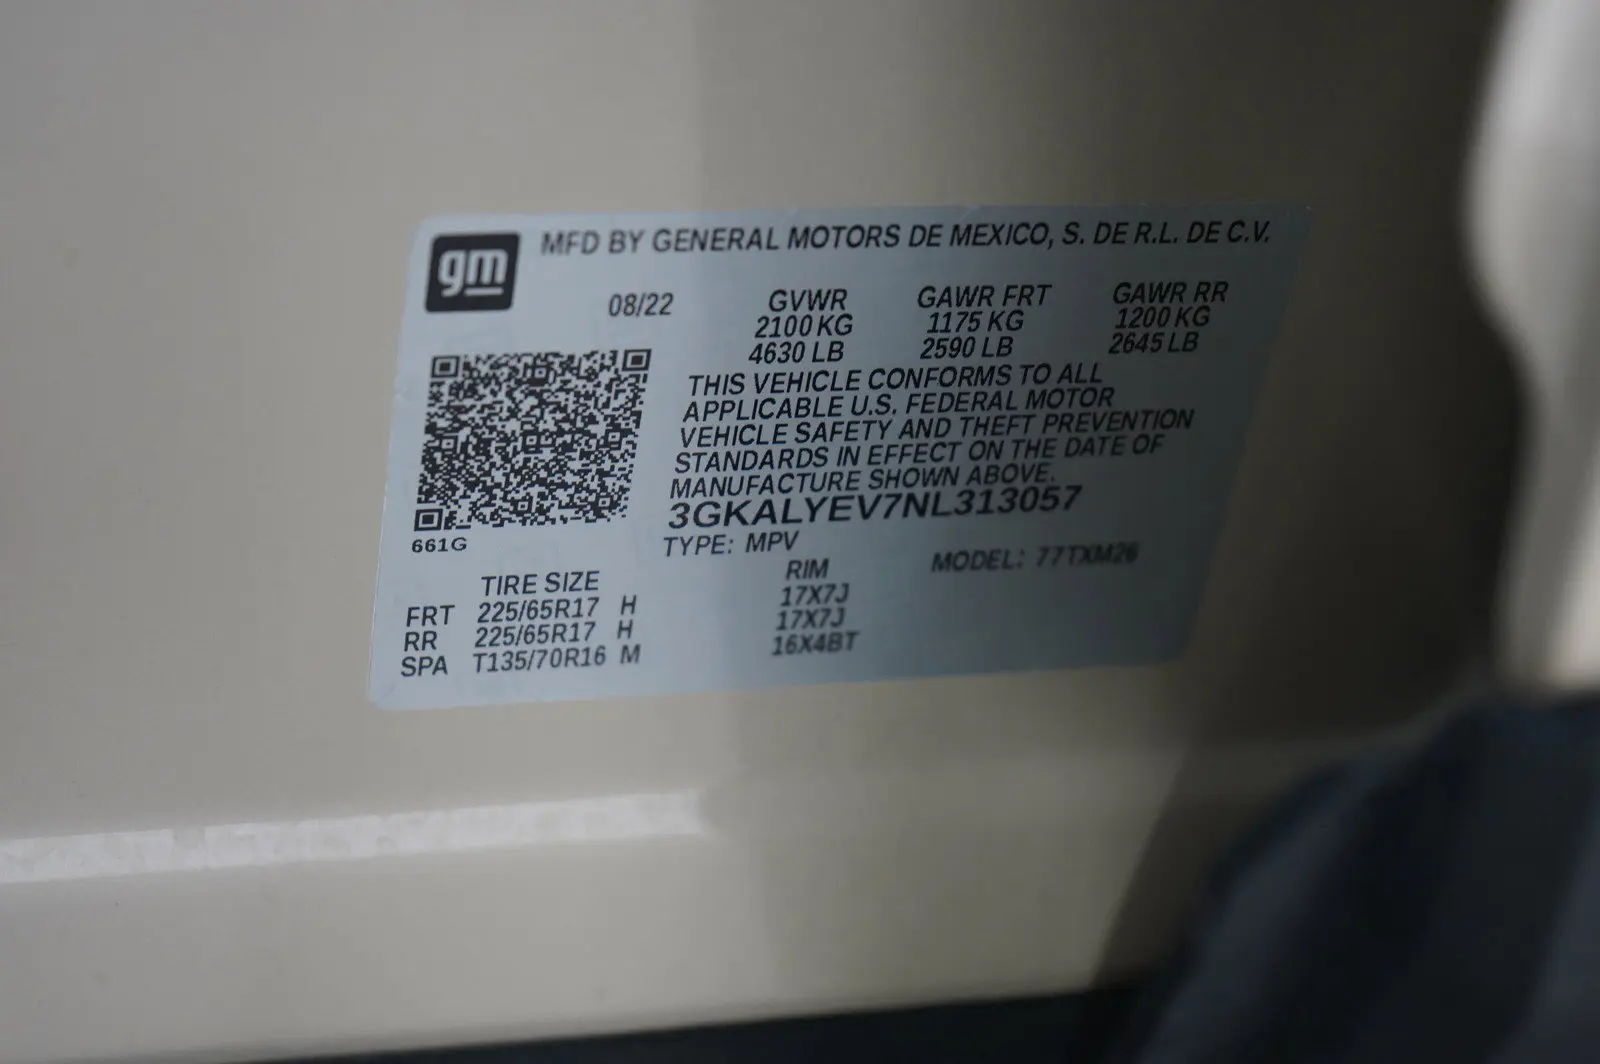 gm
MFD BY GENERAL MOTORS DE MEXICO, S. DE R.L. DE C.V.
08/22 GVWR GAWR FRT GAWR RR
2100 KG 1175 KG 1200 KG
4630 LB 2590 LB 2645 LB
THIS VEHICLE CONFORMS TO ALL
APPLICABLE U.S. FEDERAL MOTOR
VEHICLE SAFETY AND THEFT PREVENTION
STANDARDS IN EFFECT ON THE DATE OF
MANUFACTURE SHOWN ABOVE.
3GKALYEV7NL313057
661G
TYPE: MPV MODEL: 77TXM26
TIRE SIZE RIM
FRT 225/65R17 H 17X7J
RR 225/65R17 H 17X7J
SPA T135/70R16 M 16X4BT